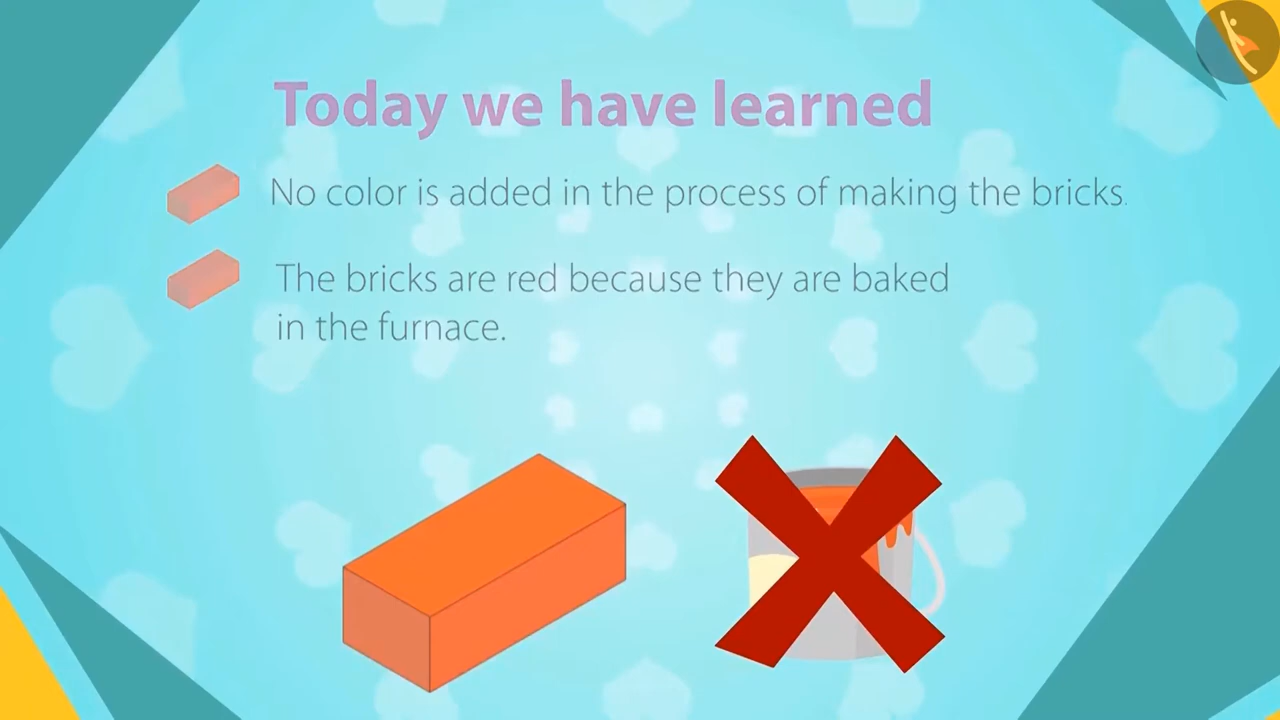 Today we have learned
No color is added in the process of making the bricks.
The bricks are red because they are baked
in the furnace.